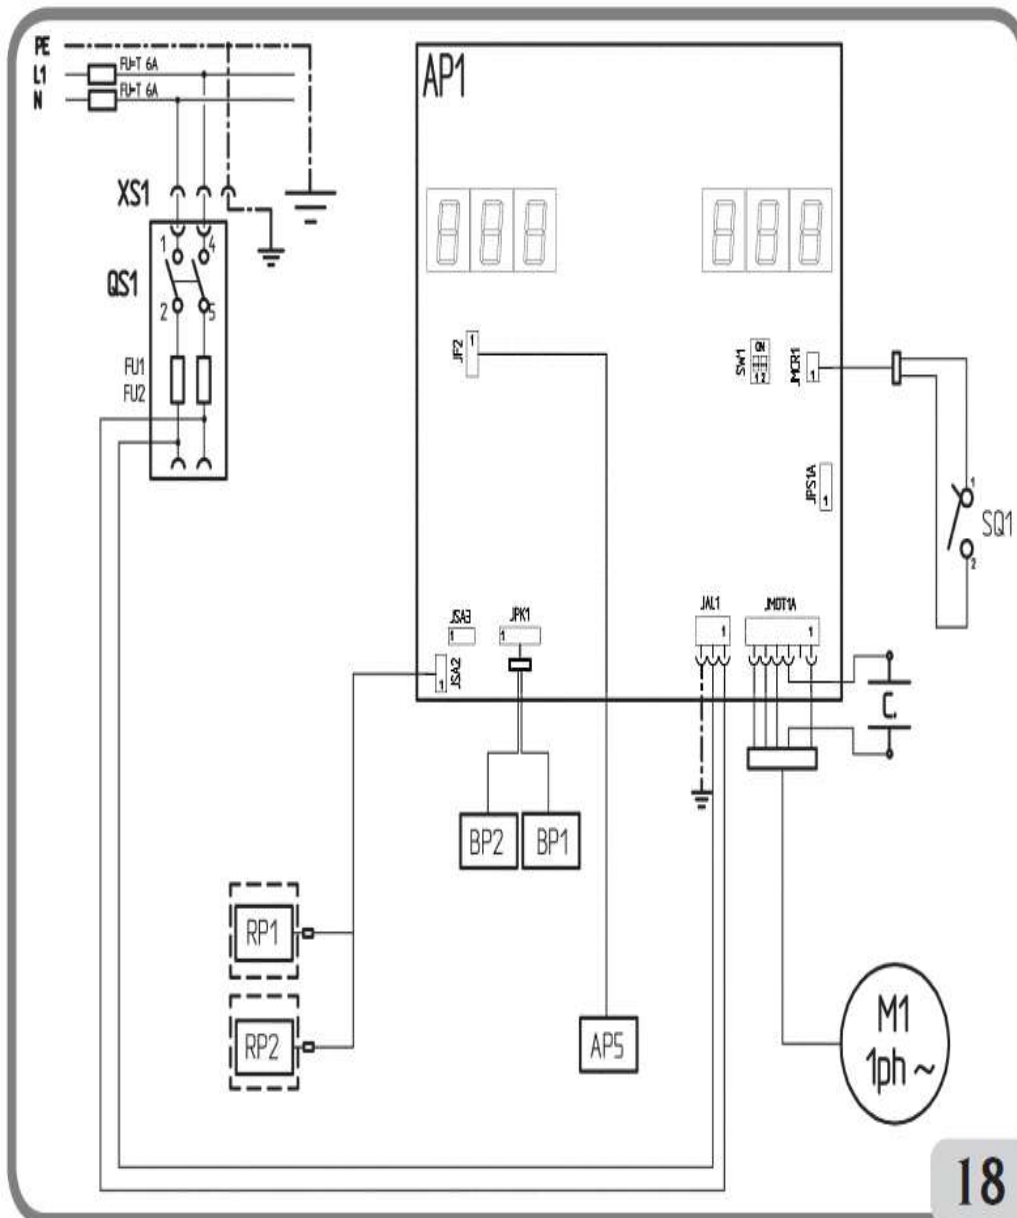 PE
L1
FU=T 6A
N
FU=T 6A
AP1
XS1
1
4
QS1
2
5
FU1
FU2
JF2
1
SW1
ON
1 2
JMCR1
1
JPS1A
1
1
SQ1
2
JSA3
1
JPK1
1
JSA2
1
JAL1
1
JMOT1A
1
C.
BP2
BP1
RP1
RP2
AP5
M1
1ph ~
18